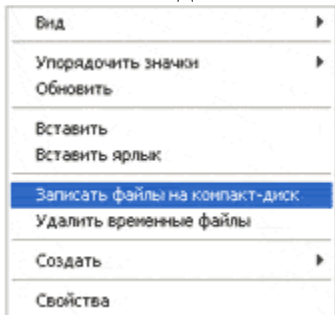 Вид
Упорядочить значки
Обновить
Вставить
Вставить ярлык
Записать файлы на компакт-диск
Удалить временные файлы
Создать
Свойства